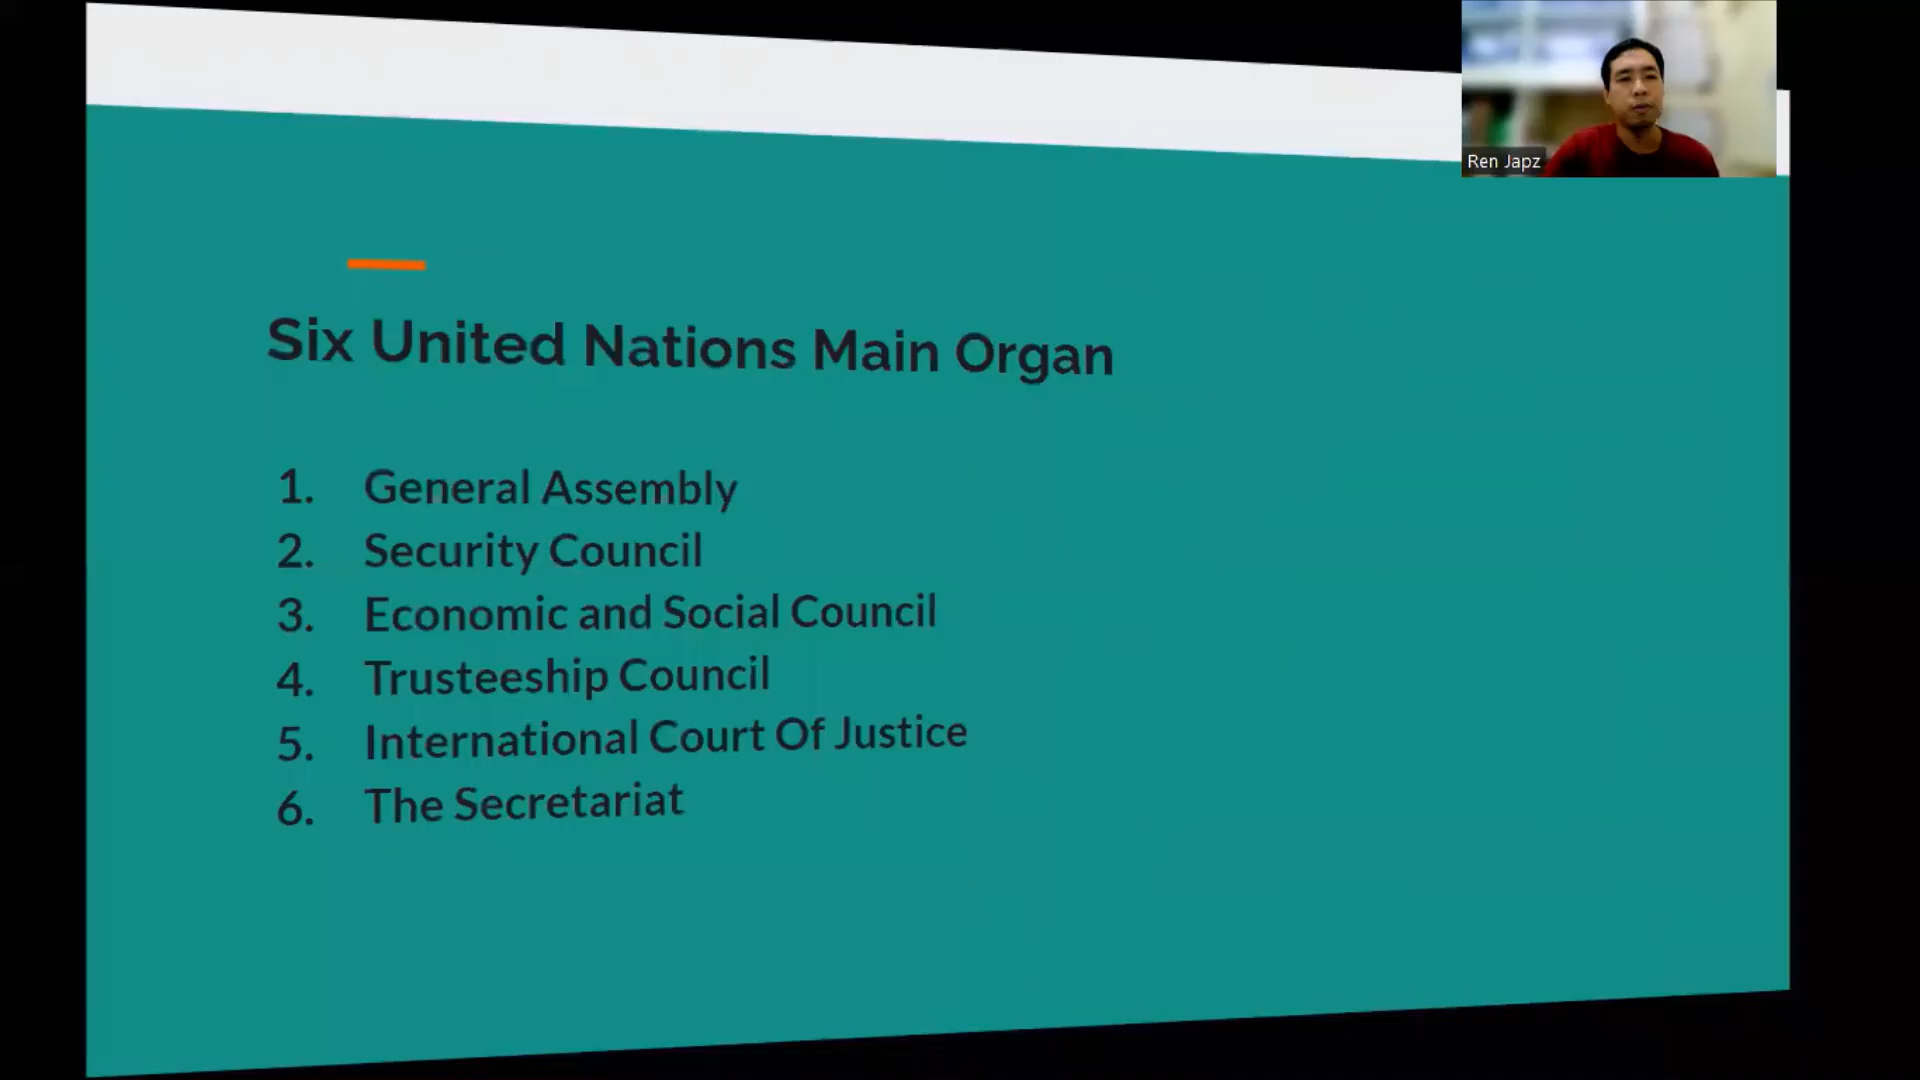 Ren Japz
Six United Nations Main Organ
1. General Assembly
2. Security Council
3. Economic and Social Council
4. Trusteeship Council
5. International Court Of Justice
6. The Secretariat